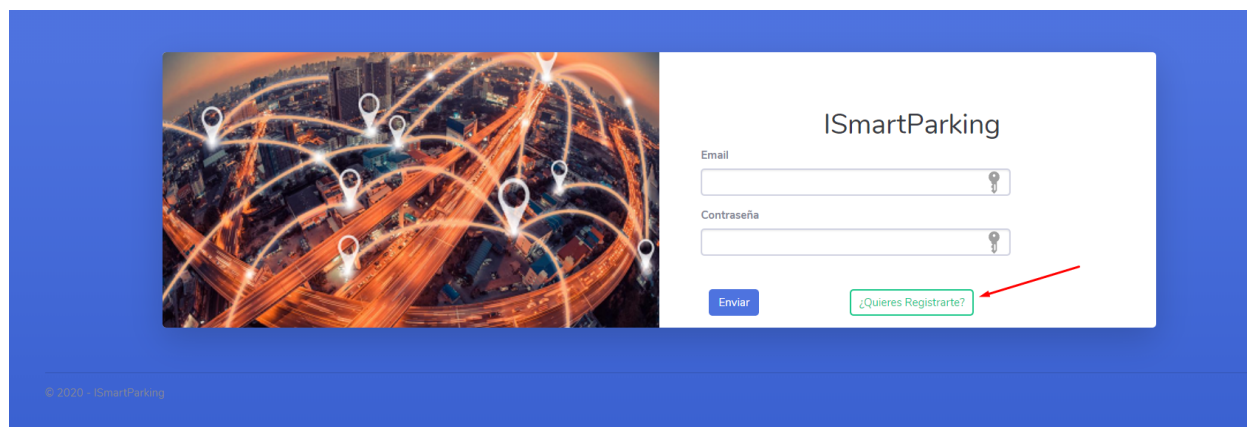 ISmartParking
Email
Contraseña
Enviar
¿Quieres Registrarte?
© 2020 - ISmartParking